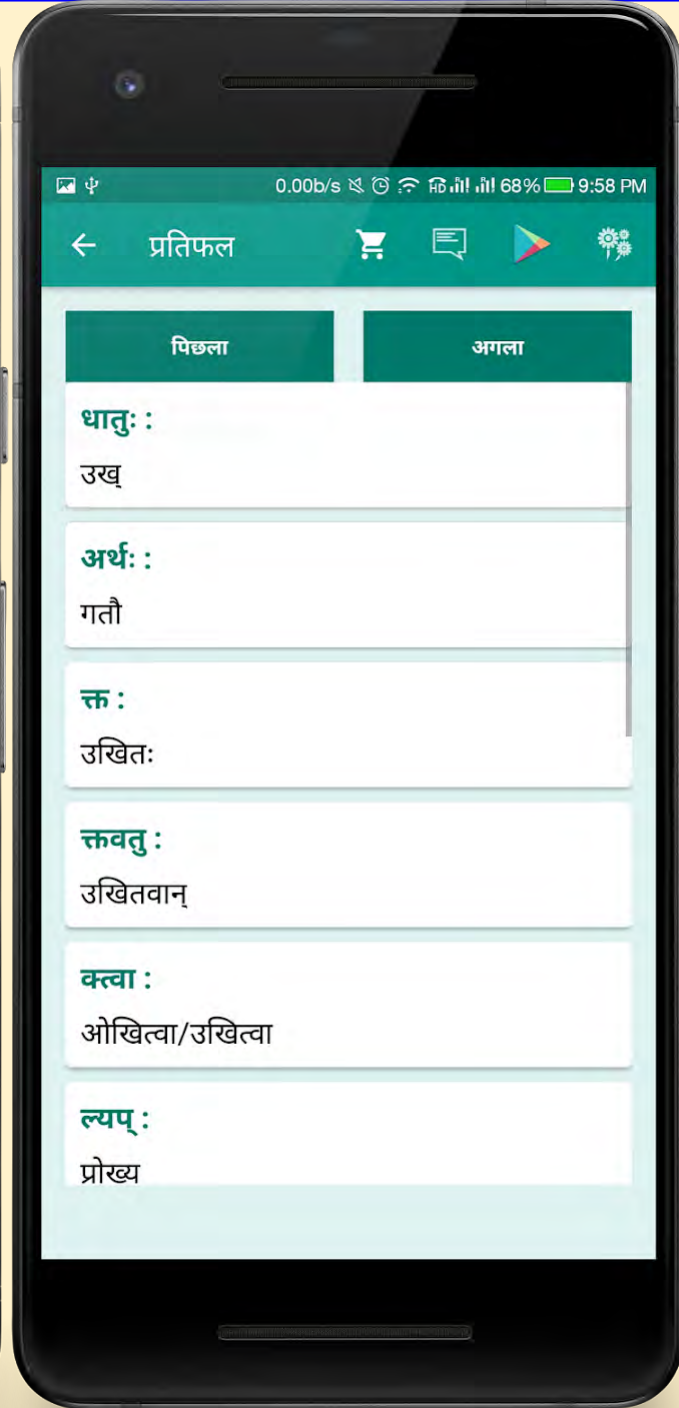 0.00b/s HD 68% 9:58 PM
प्रतिफल
पिछला अगला
धातुः :
उख्
अर्थः :
गतौ
क्त :
उखितः
क्तवतु :
उखितवान्
क्त्वा :
ओखित्वा/उखित्वा
ल्यप् :
प्रोख्य